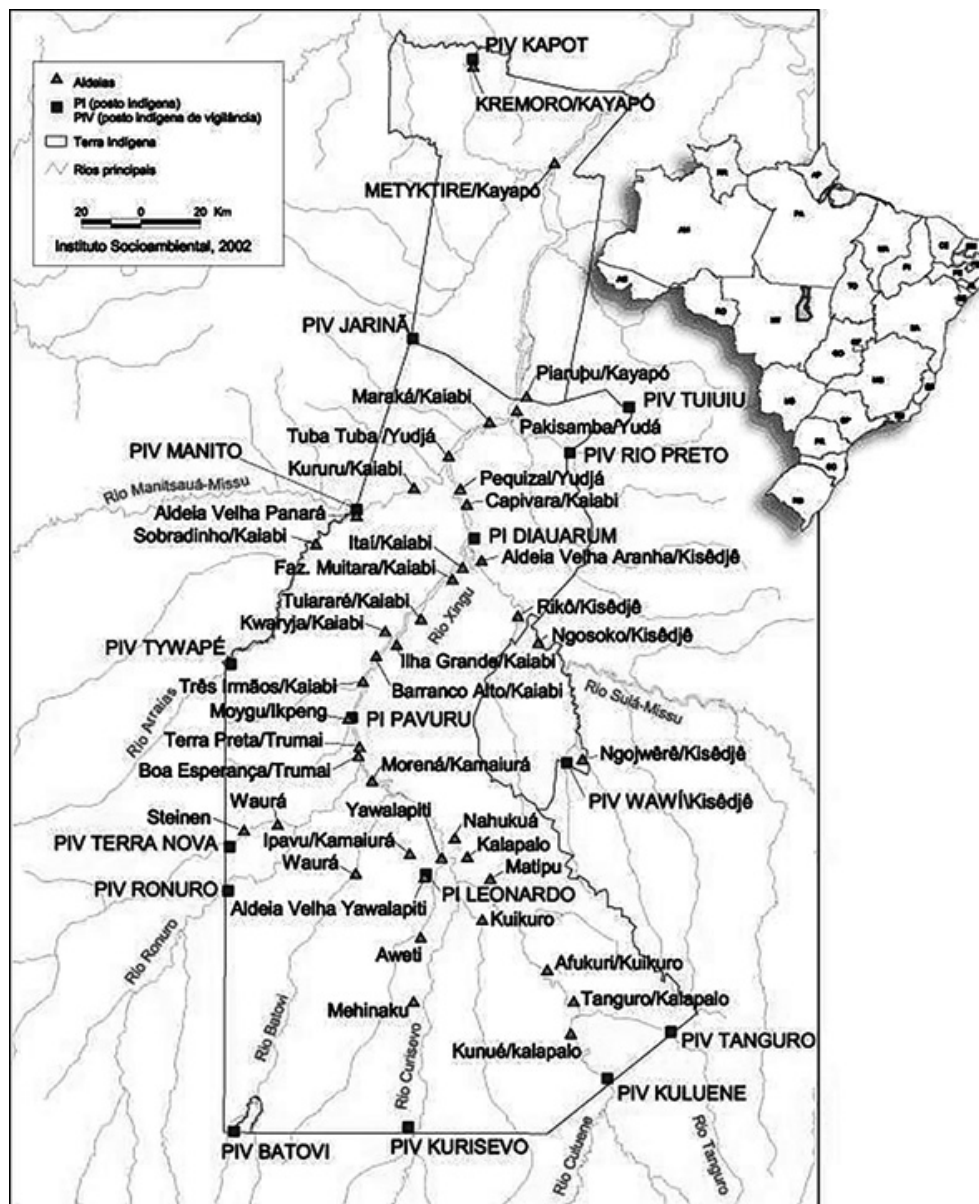 PIV KAPOT
Aldeias
PI (posto indígena)
PIV (posto indígena de vigilância)
Terra Indígena
Rios principais
20 0 20 Km
Instituto Socioambiental, 2002
KREMORO/KAYAPÓ
METYKTIRE/Kayapó
PIV JARINÃ
Piaruþu/Kayapó
Maraká/Kaiabi
PIV TUIUIU
Pakisamba/Yudá
Tuba Tuba /Yudjá
PIV MANITO
PIV RIO PRETO
Kururu/Kaiabi
Pequizal/Yudjá
Rio Manitsauá-Missu
Capivara/Kaiabi
Aldeia Velha Panará
Sobradinho/Kaiabi
PI DIAUARUM
Itaí/Kaiabi
Aldeia Velha Aranha/Kisêdjê
Faz. Muitara/Kaiabi
Tuiararé/Kaiabi
Rio Xingu
Rikô/Kisêdjê
Kwaryja/Kaiabi
Ngosoko/Kisêdjê
PIV TYWAPÉ
Ilha Grande/Kaiabi
Três Irmãos/Kaiabi
Barranco Alto/Kaiabi
Rio Suiá-Missu
Rio Arraias
Moygu/Ikpeng
PI PAVURU
Terra Preta/Trumai
Boa Esperança/Trumai
Morená/Kamaiurá
Ngojwêrê/Kisêdjê
PIV WAWÍ\Kisêdjê
Waurá
Yawalapiti
Steinen
Nahukuá
PIV TERRA NOVA
Ipavu/Kamaiurá
Kalapalo
Waurá
Matipu
PIV RONURO
PI LEONARDO
Aldeia Velha Yawalapiti
Kuikuro
Rio Ronuro
Aweti
Afukuri/Kuikuro
Mehinaku
Tanguro/Kalapalo
Rio Batovi
Rio Curisevo
Kunué/kalapalo
PIV TANGURO
PIV KULUENE
PIV BATOVI
PIV KURISEVO
Rio Culuene
Rio Tanguro
AM
PA
MT
TO
BA
GO
MG